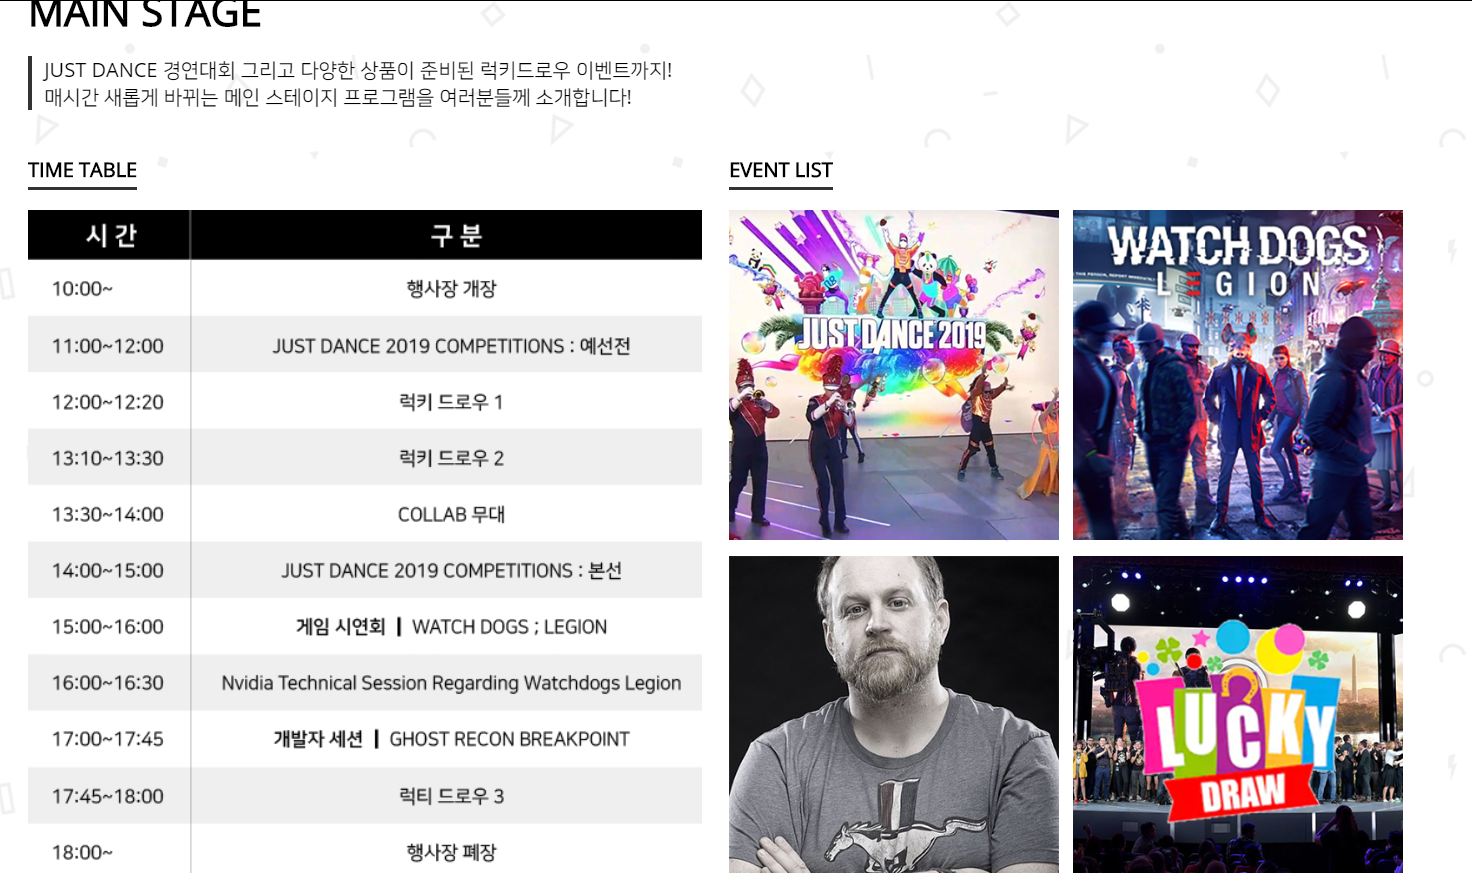 MAIN STAGE
JUST DANCE 경연대회 그리고 다양한 상품이 준비된 럭키드로우 이벤트까지!
매시간 새롭게 바뀌는 메인 스테이지 프로그램을 여러분들께 소개합니다!
TIME TABLE
시 간 구 분
10:00~ 행사장 개장
11:00~12:00 JUST DANCE 2019 COMPETITIONS : 예선전
12:00~12:20 럭키 드로우 1
13:10~13:30 럭키 드로우 2
13:30~14:00 COLLAB 무대
14:00~15:00 JUST DANCE 2019 COMPETITIONS : 본선
15:00~16:00 게임 시연회 | WATCH DOGS ; LEGION
16:00~16:30 Nvidia Technical Session Regarding Watchdogs Legion
17:00~17:45 개발자 세션 | GHOST RECON BREAKPOINT
17:45~18:00 럭티 드로우 3
18:00~ 행사장 폐장
EVENT LIST
JUST DANCE 2019
WATCH DOGS
LEGION
LUCKY
DRAW